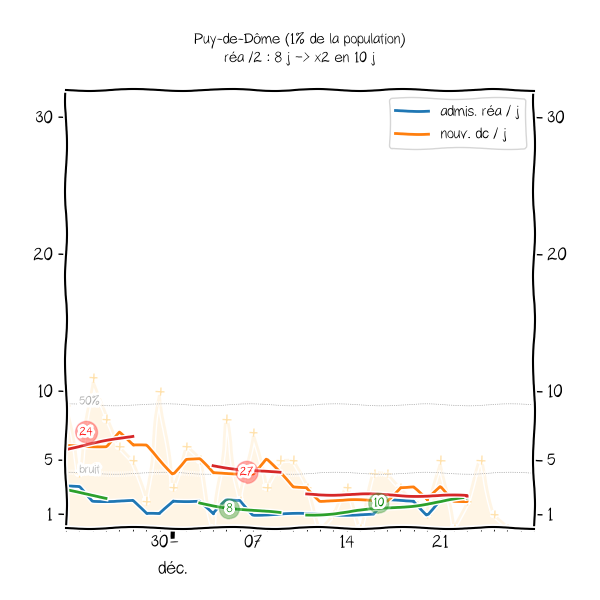 Puy-de-Dôme (1% de la population)
réa /2 : 8 j -> x2 en 10 j
admis. réa / j
nouv. dc / j
30 30
20 20
10 10
50%
24
5 5
bruit
27
10
8
1 1
30 07 14 21
déc.